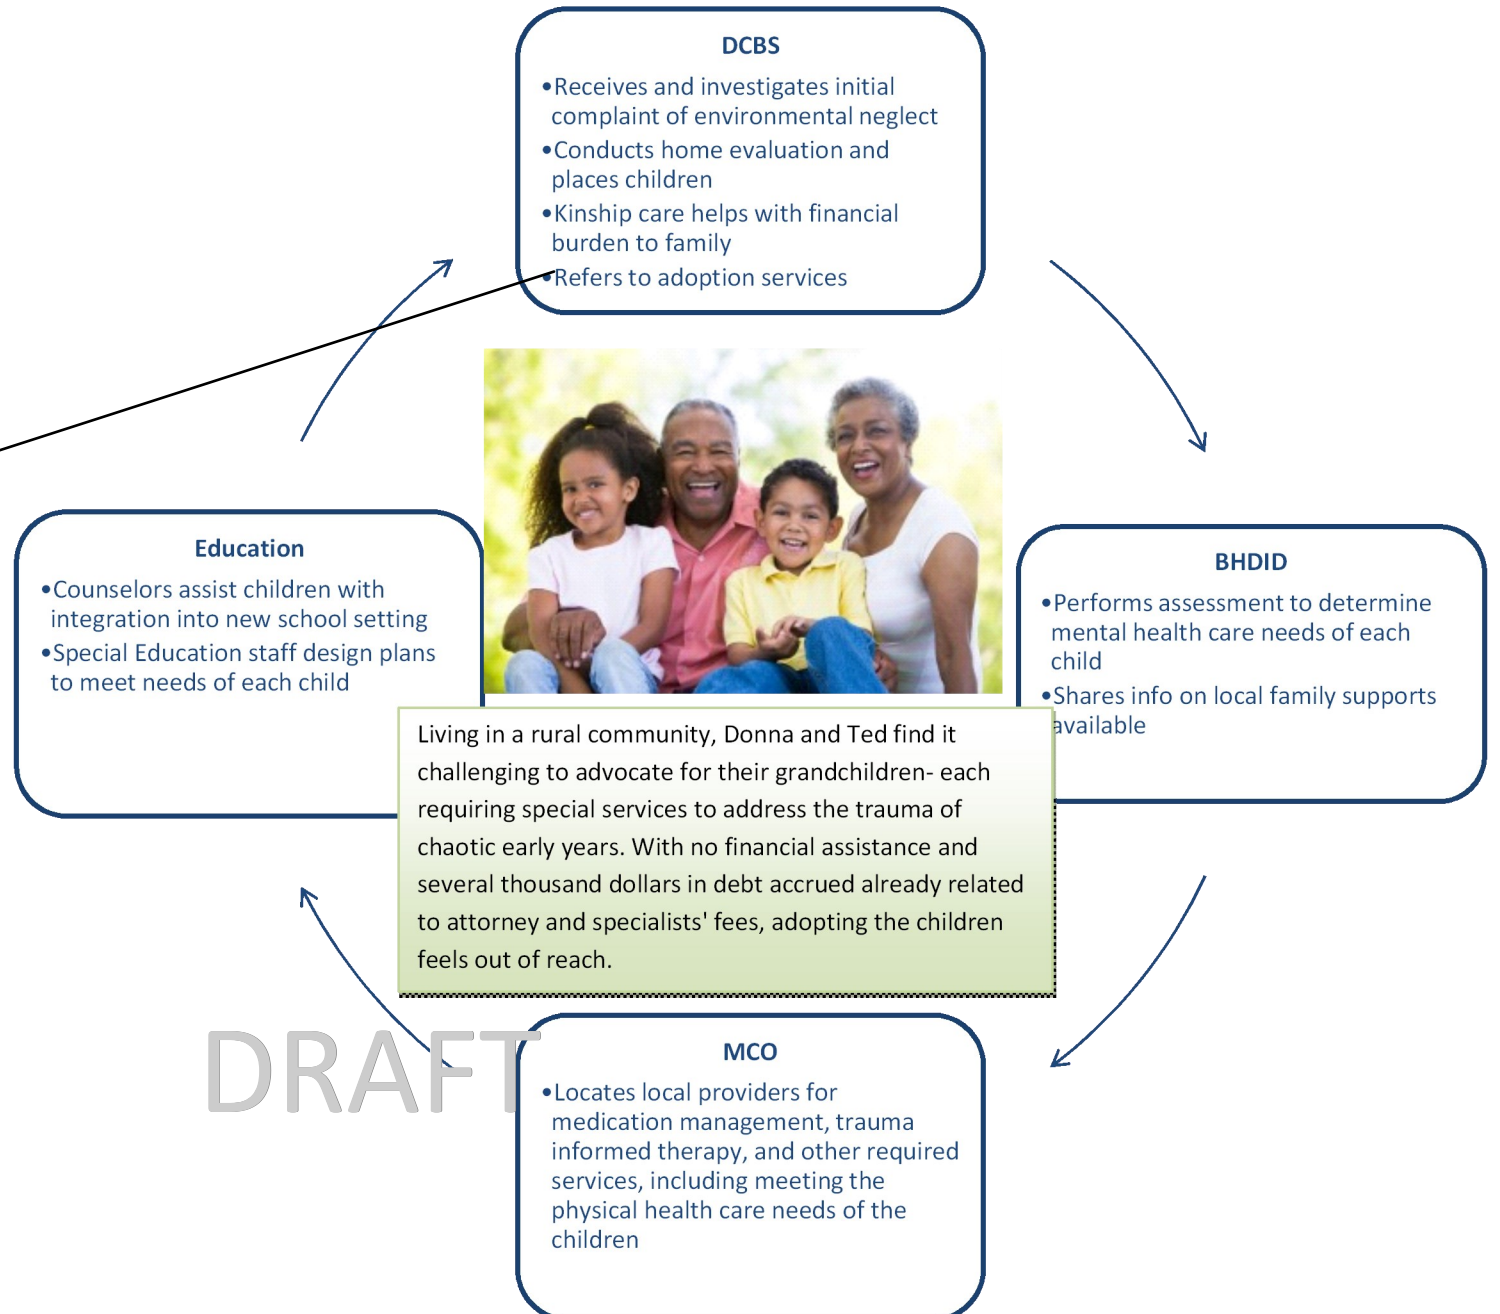 DCBS
•Receives and investigates initial
complaint of environmental neglect
•Conducts home evaluation and
places children
•Kinship care helps with financial
burden to family
•Refers to adoption services
Education
•Counselors assist children with
integration into new school setting
•Special Education staff design plans
to meet needs of each child
BHDID
•Performs assessment to determine
mental health care needs of each
child
•Shares info on local family supports
available
Living in a rural community, Donna and Ted find it
challenging to advocate for their grandchildren- each
requiring special services to address the trauma of
chaotic early years. With no financial assistance and
several thousand dollars in debt accrued already related
to attorney and specialists' fees, adopting the children
feels out of reach.
DRAFT
MCO
•Locates local providers for
medication management, trauma
informed therapy, and other required
services, including meeting the
physical health care needs of the
children